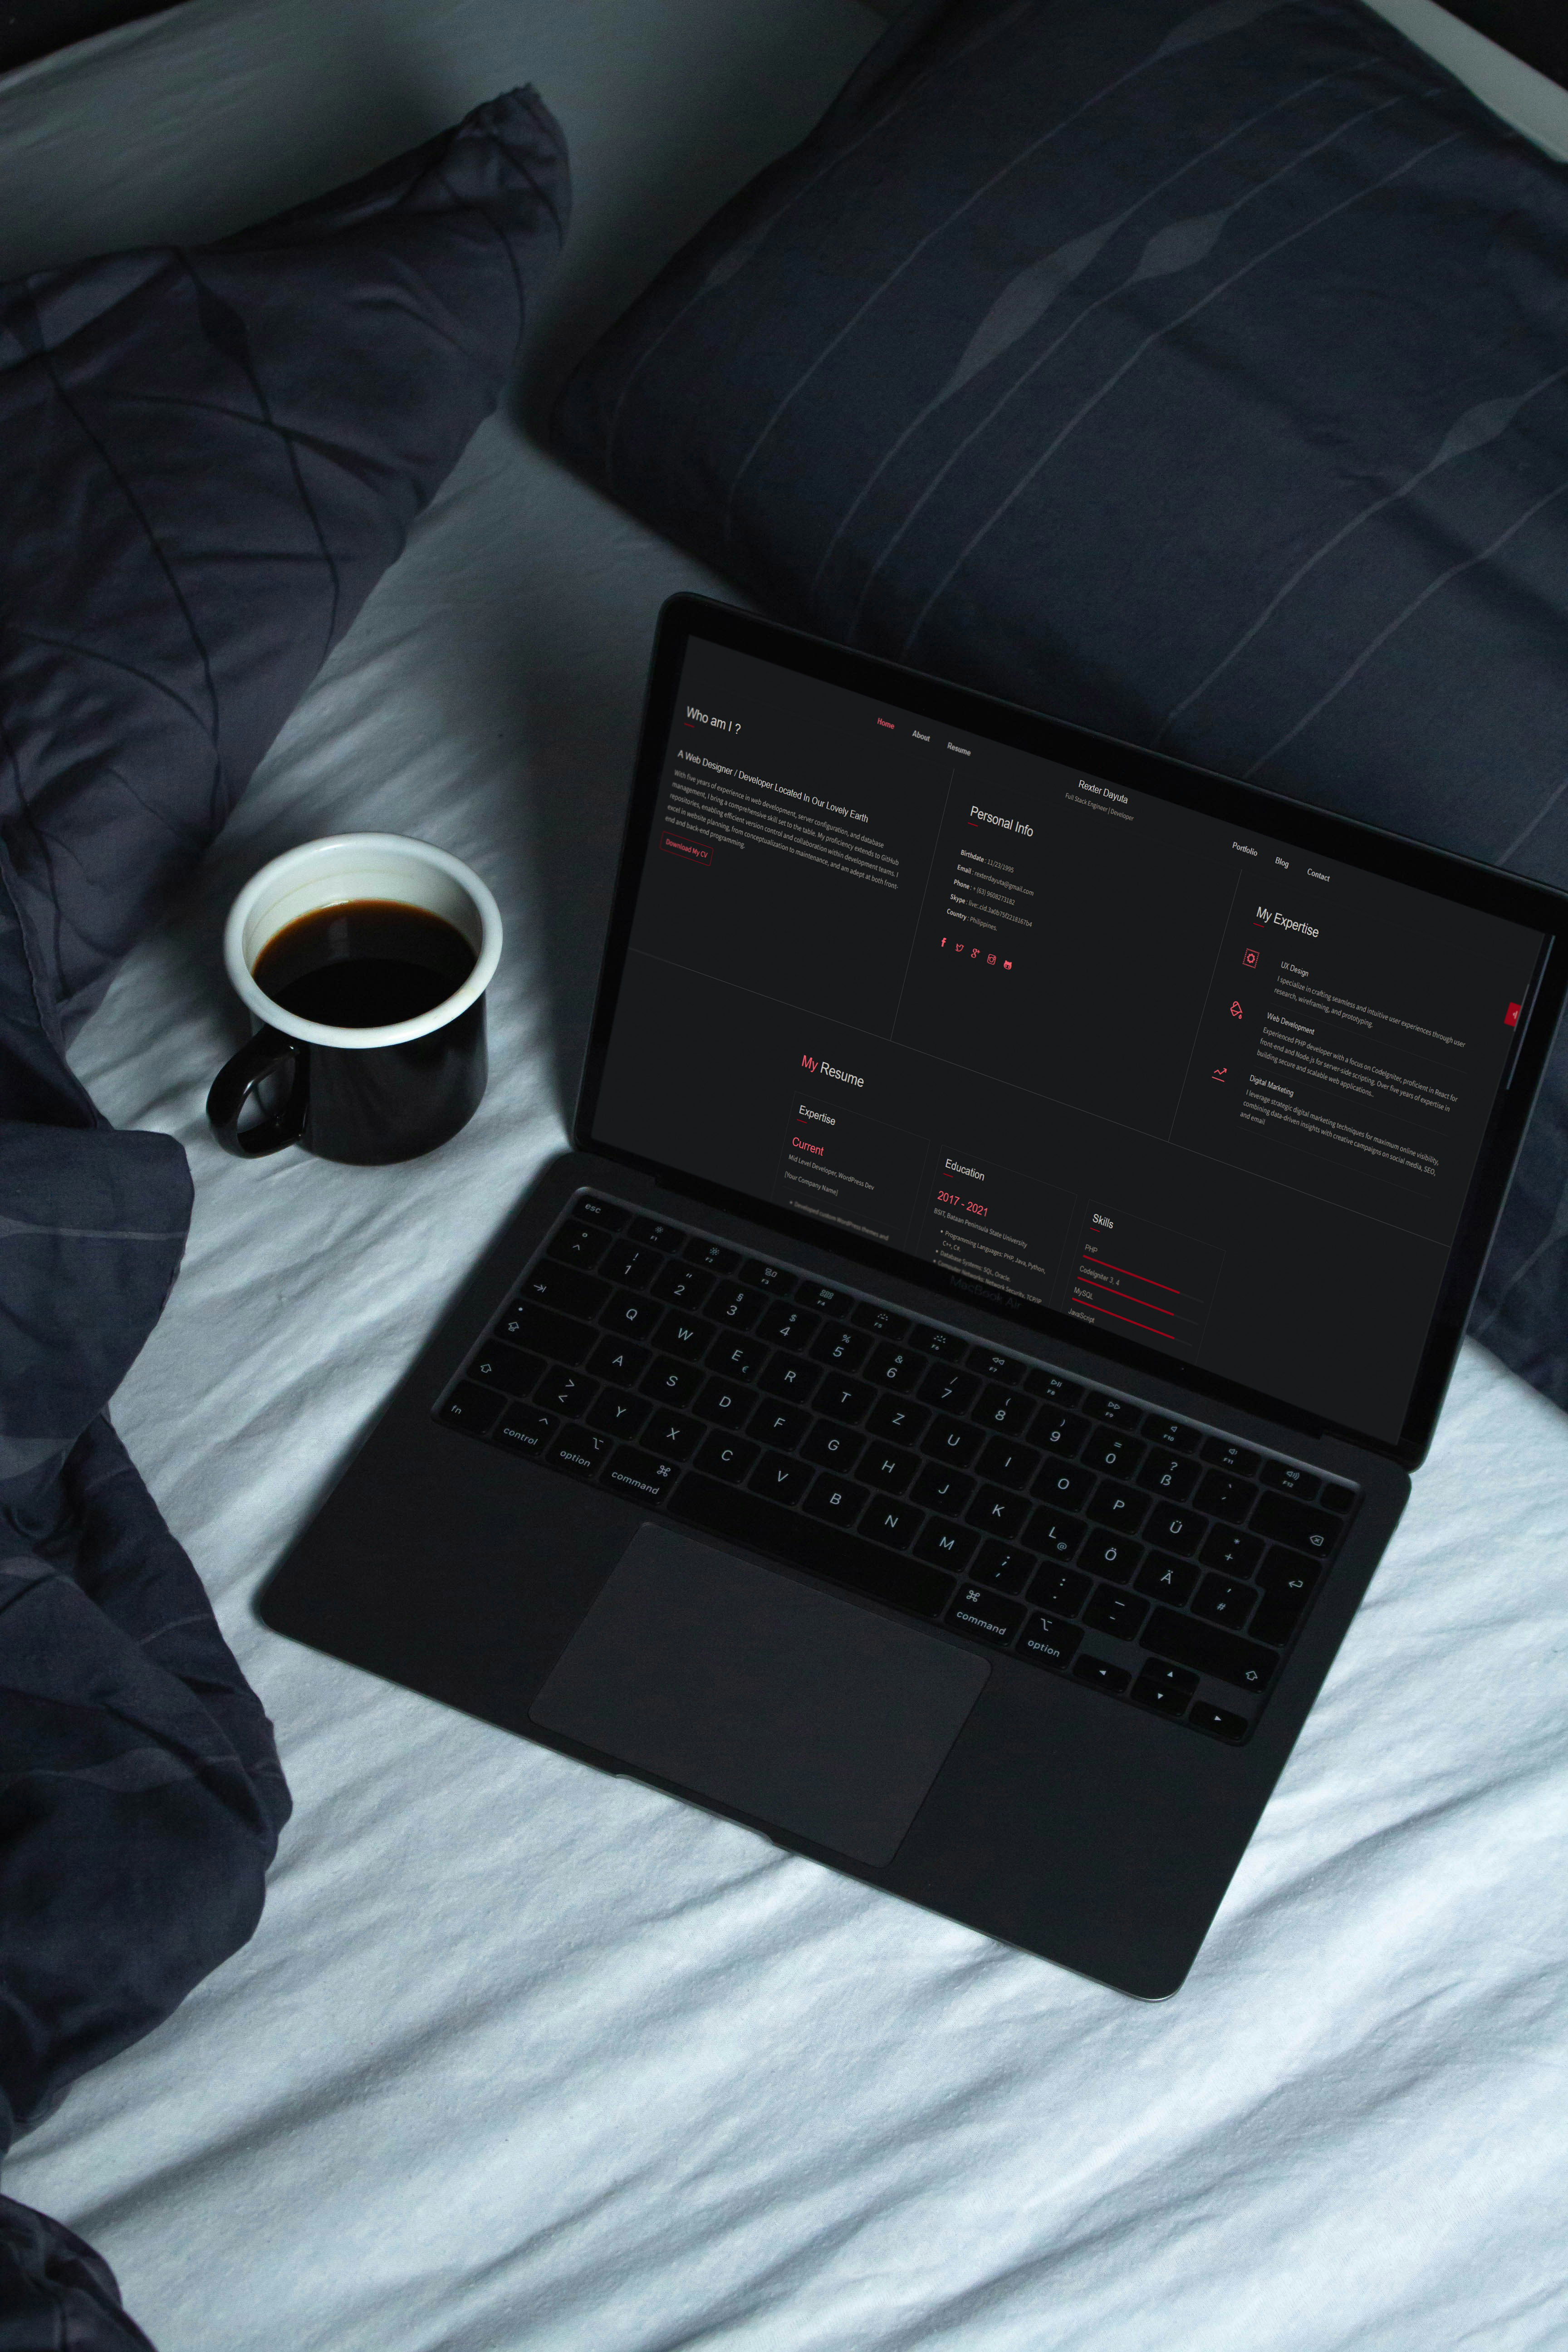 Home
About
Resume
Rexter Dayuta
Full Stack Engineer | Developer
Portfolio
Blog
Contact
Who am I ?
A Web Designer / Developer Located In Our Lovely Earth
With five years of experience in web development, server configuration, and database
management, I bring a comprehensive skill set to the table. My proficiency extends to GitHub
repositories, enabling efficient version control and collaboration within development teams. I
excel in website planning, from conceptualization to maintenance, and am adept at both front-
end and back-end programming.
Download My CV
Personal Info
Birthdate : 11/23/1995
Email : rexterdayuta@gmail.com
Phone : + (63) 9608273182
Skype :
Country : Philippines.
My Expertise
UX Design
I specialize in crafting seamless and intuitive user experiences through user
research, wireframing, and prototyping.
Web Development
Experienced PHP developer with a focus on CodeIgniter, proficient in React for
front-end and Node.js for server-side scripting. Over five years of expertise in
building secure and scalable web applications..
Digital Marketing
I leverage strategic digital marketing techniques for maximum online visibility,
combining data-driven insights with creative campaigns on social media, SEO,
and email
My Resume
Expertise
Current
Mid Level Developer, WordPress Dev
[Your Company Name]
Developed custom WordPress themes and
Education
2017 - 2021
BSIT, Bataan Peninsula State University
Programming Languages: PHP, Java, Python,
C++, C#.
Database Systems: SQL, Oracle.
Computer Networks: Network Security, TCP/IP
Skills
PHP
CodeIgniter 3, 4
MySQL
JavaScript
MacBook Air
esc F1 F2 F3 F4 F5 F6 F7 F8 F9 F10 F11 F12
° ^ ! 1 " 2 § 3 $ 4 % 5 & 6 / 7 ( 8 ) 9 = 0 ? ß ` ´
Q W E € R T Z U I O P Ü * +
A S D F G H J K L @ Ö Ä ' #
> < Y X C V B N M ; , : . _ -
fn control option command command option